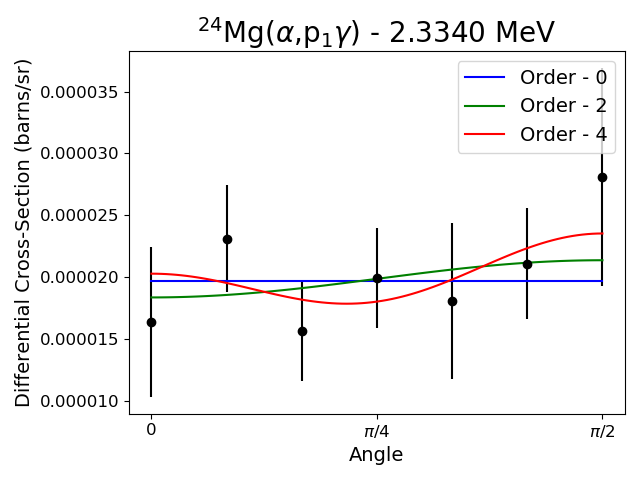 ²⁴Mg(α,p₁γ) - 2.3340 MeV
Differential Cross-Section (barns/sr)
0.000035
0.000030
0.000025
0.000020
0.000015
0.000010
Order - 0
Order - 2
Order - 4
0
π/4
π/2
Angle